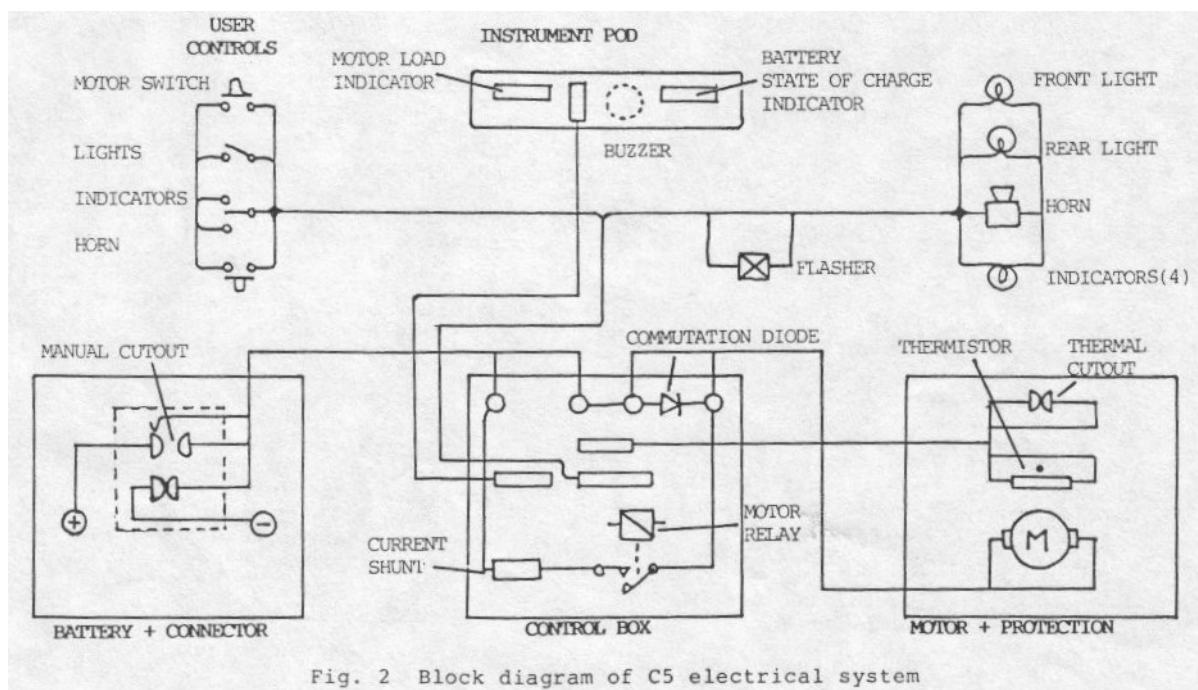 USER
CONTROLS
INSTRUMENT POD
MOTOR SWITCH
MOTOR LOAD
INDICATOR
BATTERY
STATE OF CHARGE
INDICATOR
FRONT LIGHT
LIGHTS
BUZZER
REAR LIGHT
INDICATORS
HORN
HORN
FLASHER
INDICATORS(4)
MANUAL CUTOUT
COMMUTATION DIODE
THERMISTOR
THERMAL
CUTOUT
+
-
CURRENT
SHUNT
MOTOR
RELAY
M
BATTERY + CONNECTOR
CONTROL BOX
MOTOR + PROTECTION
Fig. 2 Block diagram of C5 electrical system